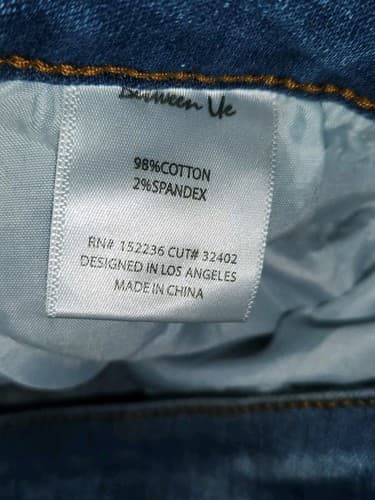 Between Us
98%COTTON
2%SPANDEX
RN# 152236 CUT# 32402
DESIGNED IN LOS ANGELES
MADE IN CHINA